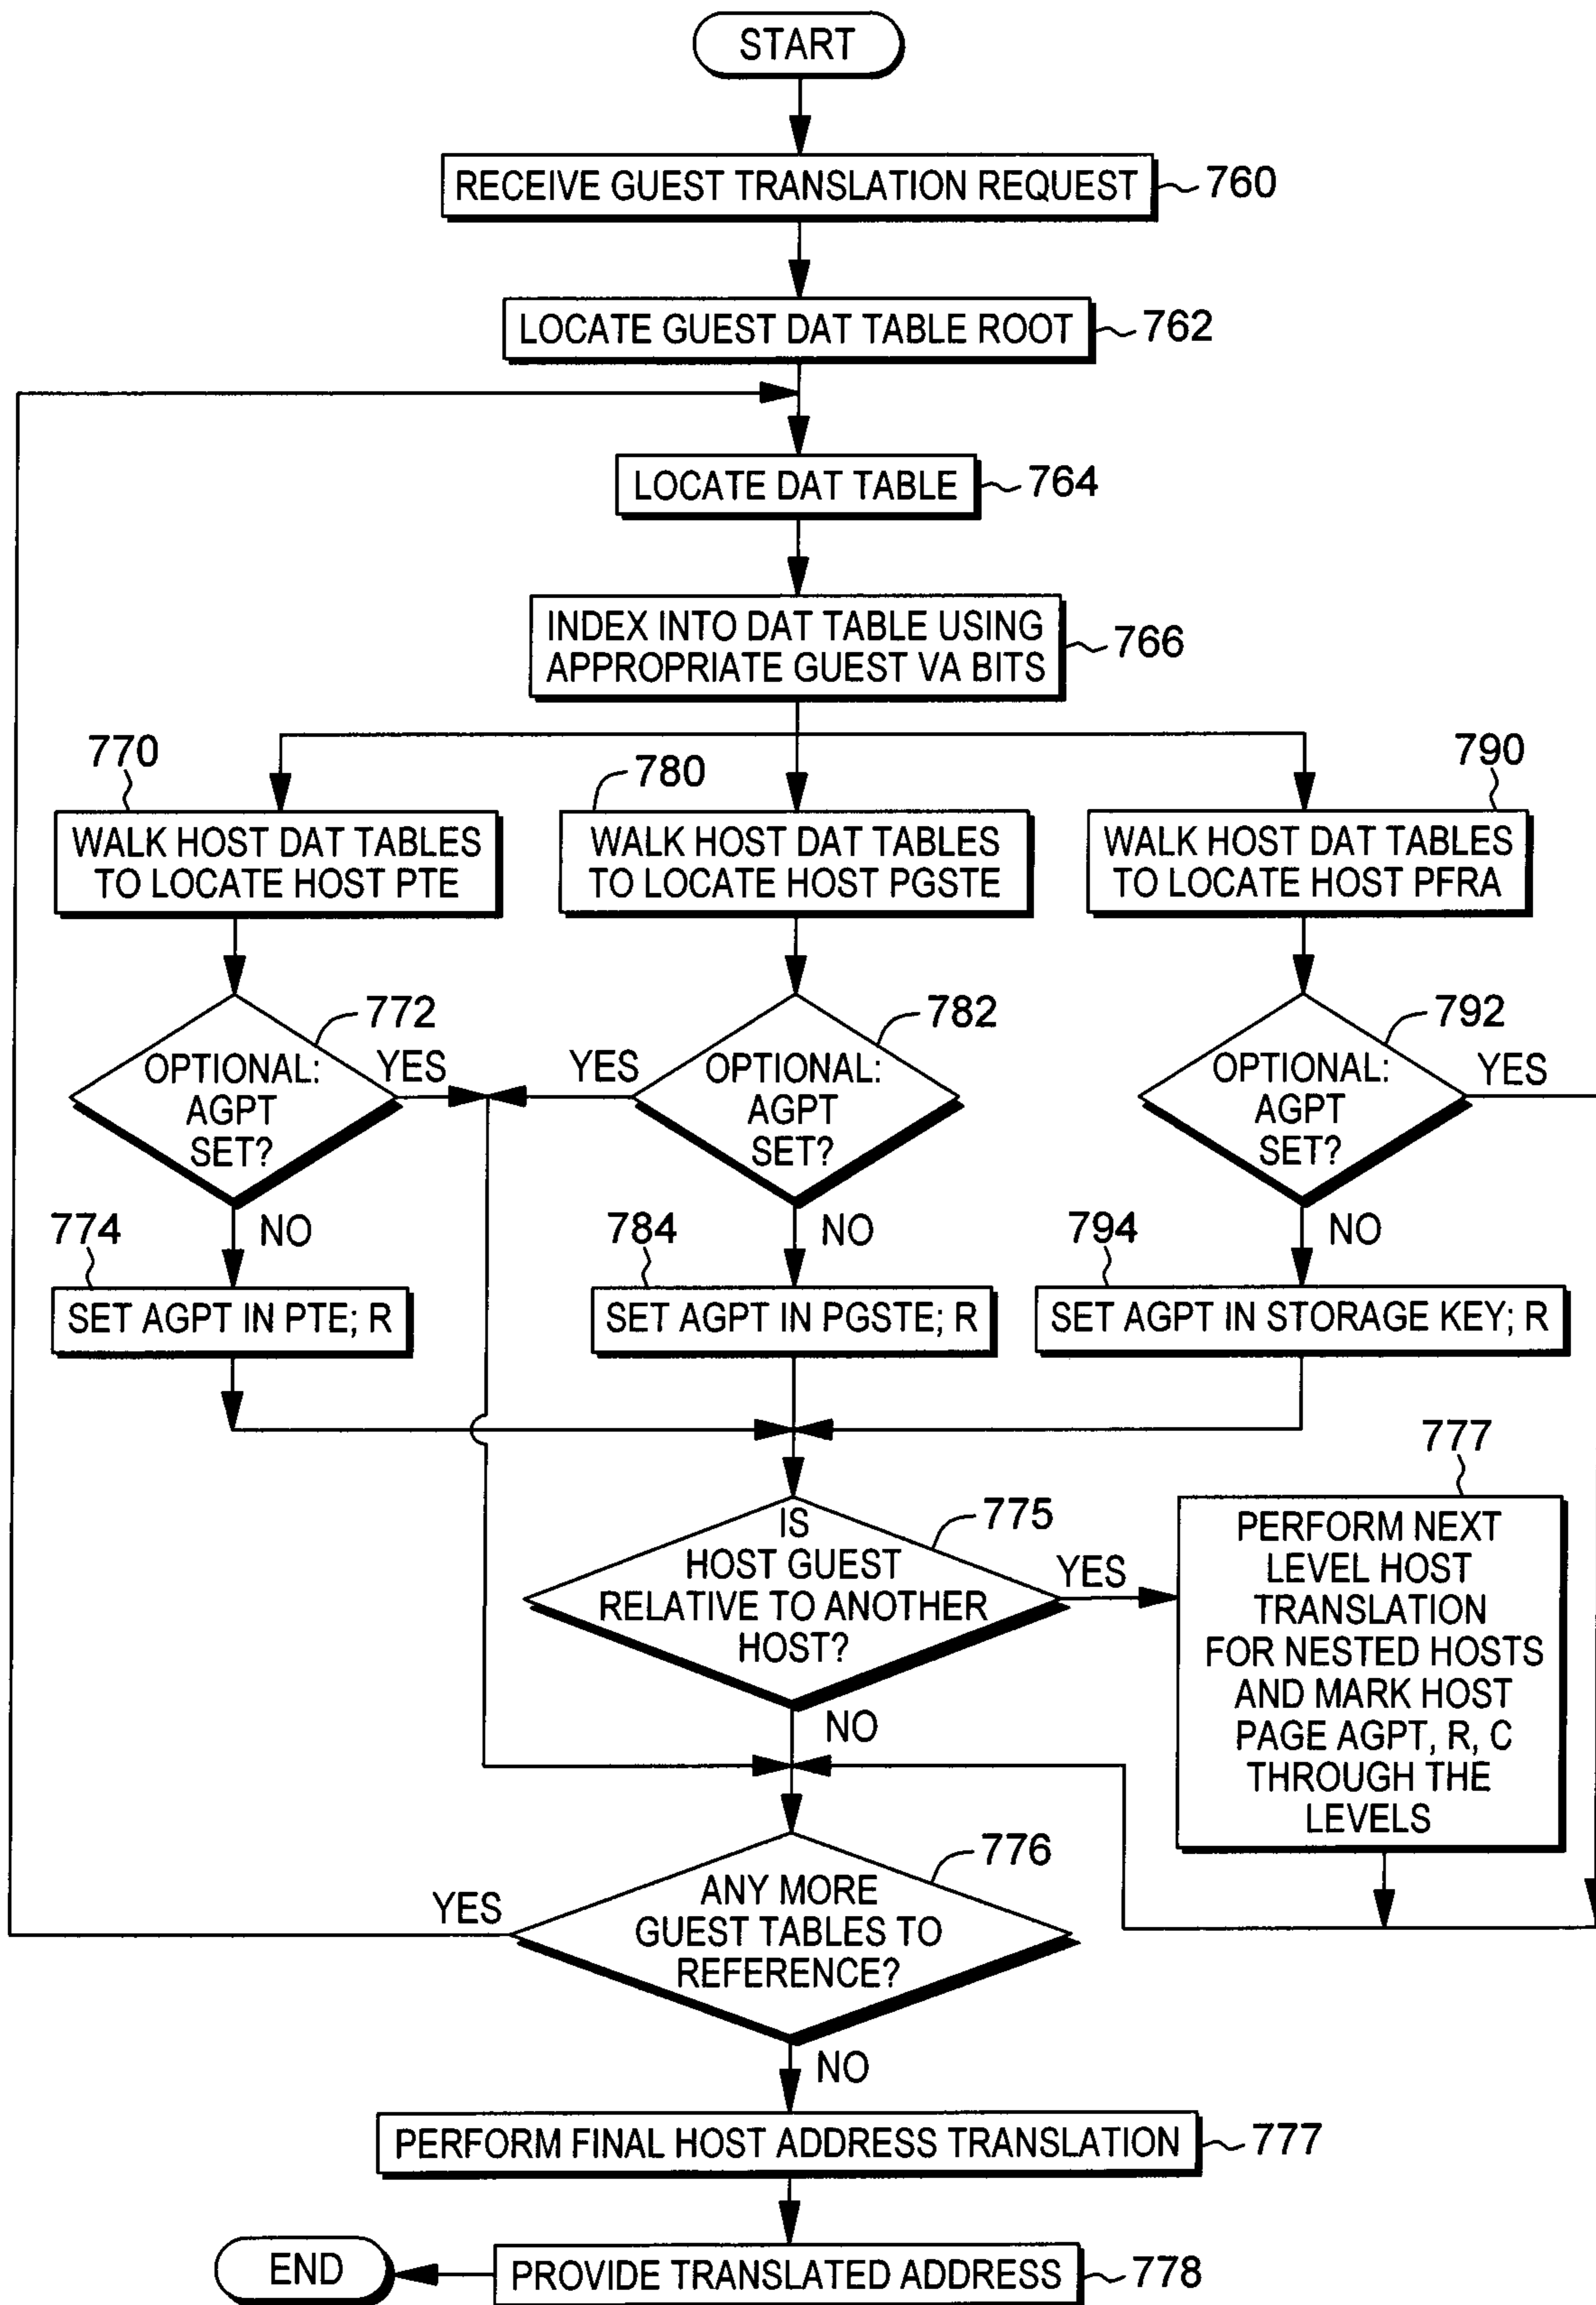 START
RECEIVE GUEST TRANSLATION REQUEST
760
LOCATE GUEST DAT TABLE ROOT
762
LOCATE DAT TABLE
764
INDEX INTO DAT TABLE USING
APPROPRIATE GUEST VA BITS
766
770
WALK HOST DAT TABLES
TO LOCATE HOST PTE
780
WALK HOST DAT TABLES
TO LOCATE HOST PGSTE
790
WALK HOST DAT TABLES
TO LOCATE HOST PFRA
772
OPTIONAL:
AGPT
SET?
YES
NO
782
OPTIONAL:
AGPT
SET?
YES
NO
792
OPTIONAL:
AGPT
SET?
YES
NO
774
SET AGPT IN PTE; R
784
SET AGPT IN PGSTE; R
794
SET AGPT IN STORAGE KEY; R
775
IS
HOST GUEST
RELATIVE TO ANOTHER
HOST?
YES
NO
777
PERFORM NEXT
LEVEL HOST
TRANSLATION
FOR NESTED HOSTS
AND MARK HOST
PAGE AGPT, R, C
THROUGH THE
LEVELS
776
ANY MORE
GUEST TABLES TO
REFERENCE?
YES
NO
PERFORM FINAL HOST ADDRESS TRANSLATION
777
PROVIDE TRANSLATED ADDRESS
778
END